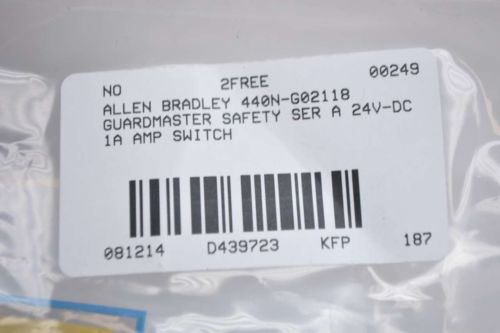 NO 2FREE 00249
ALLEN BRADLEY 440N-G02118
GUARDMASTER SAFETY SER A 24V-DC
1A AMP SWITCH
081214 D439723 KFP 187